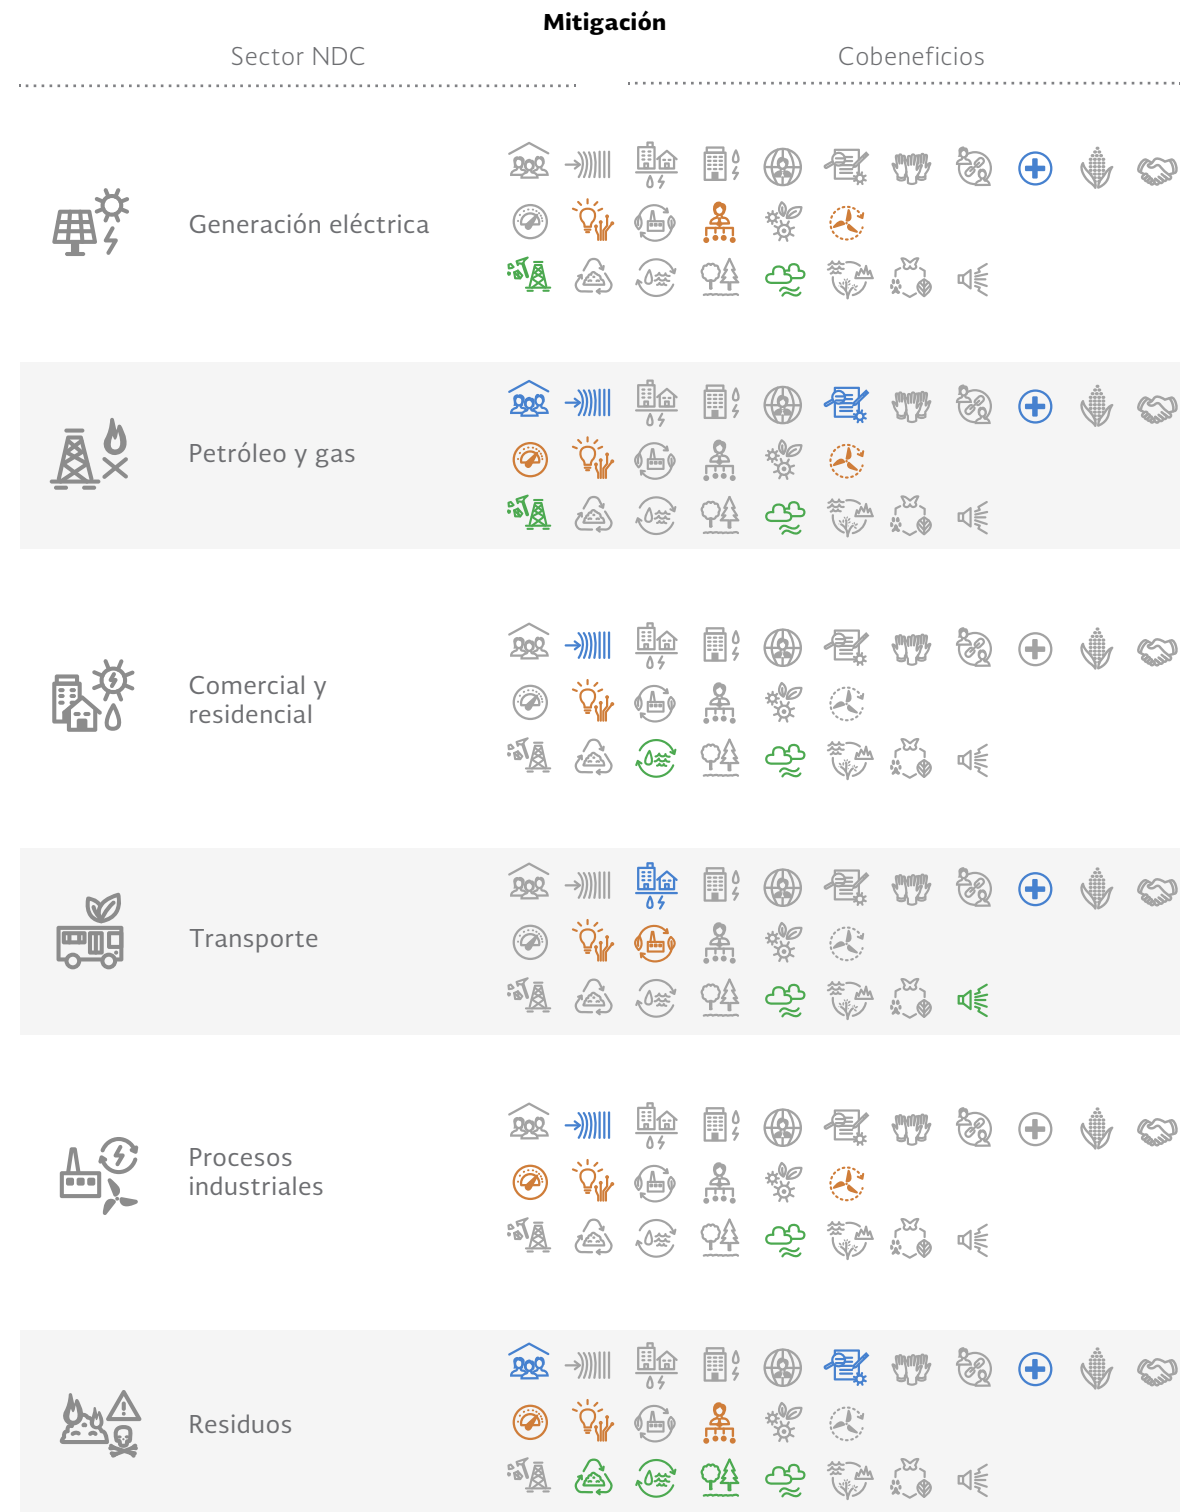 Mitigación
Sector NDC
Cobeneficios
Generación eléctrica
Petróleo y gas
Comercial y
residencial
Transporte
Procesos
industriales
Residuos